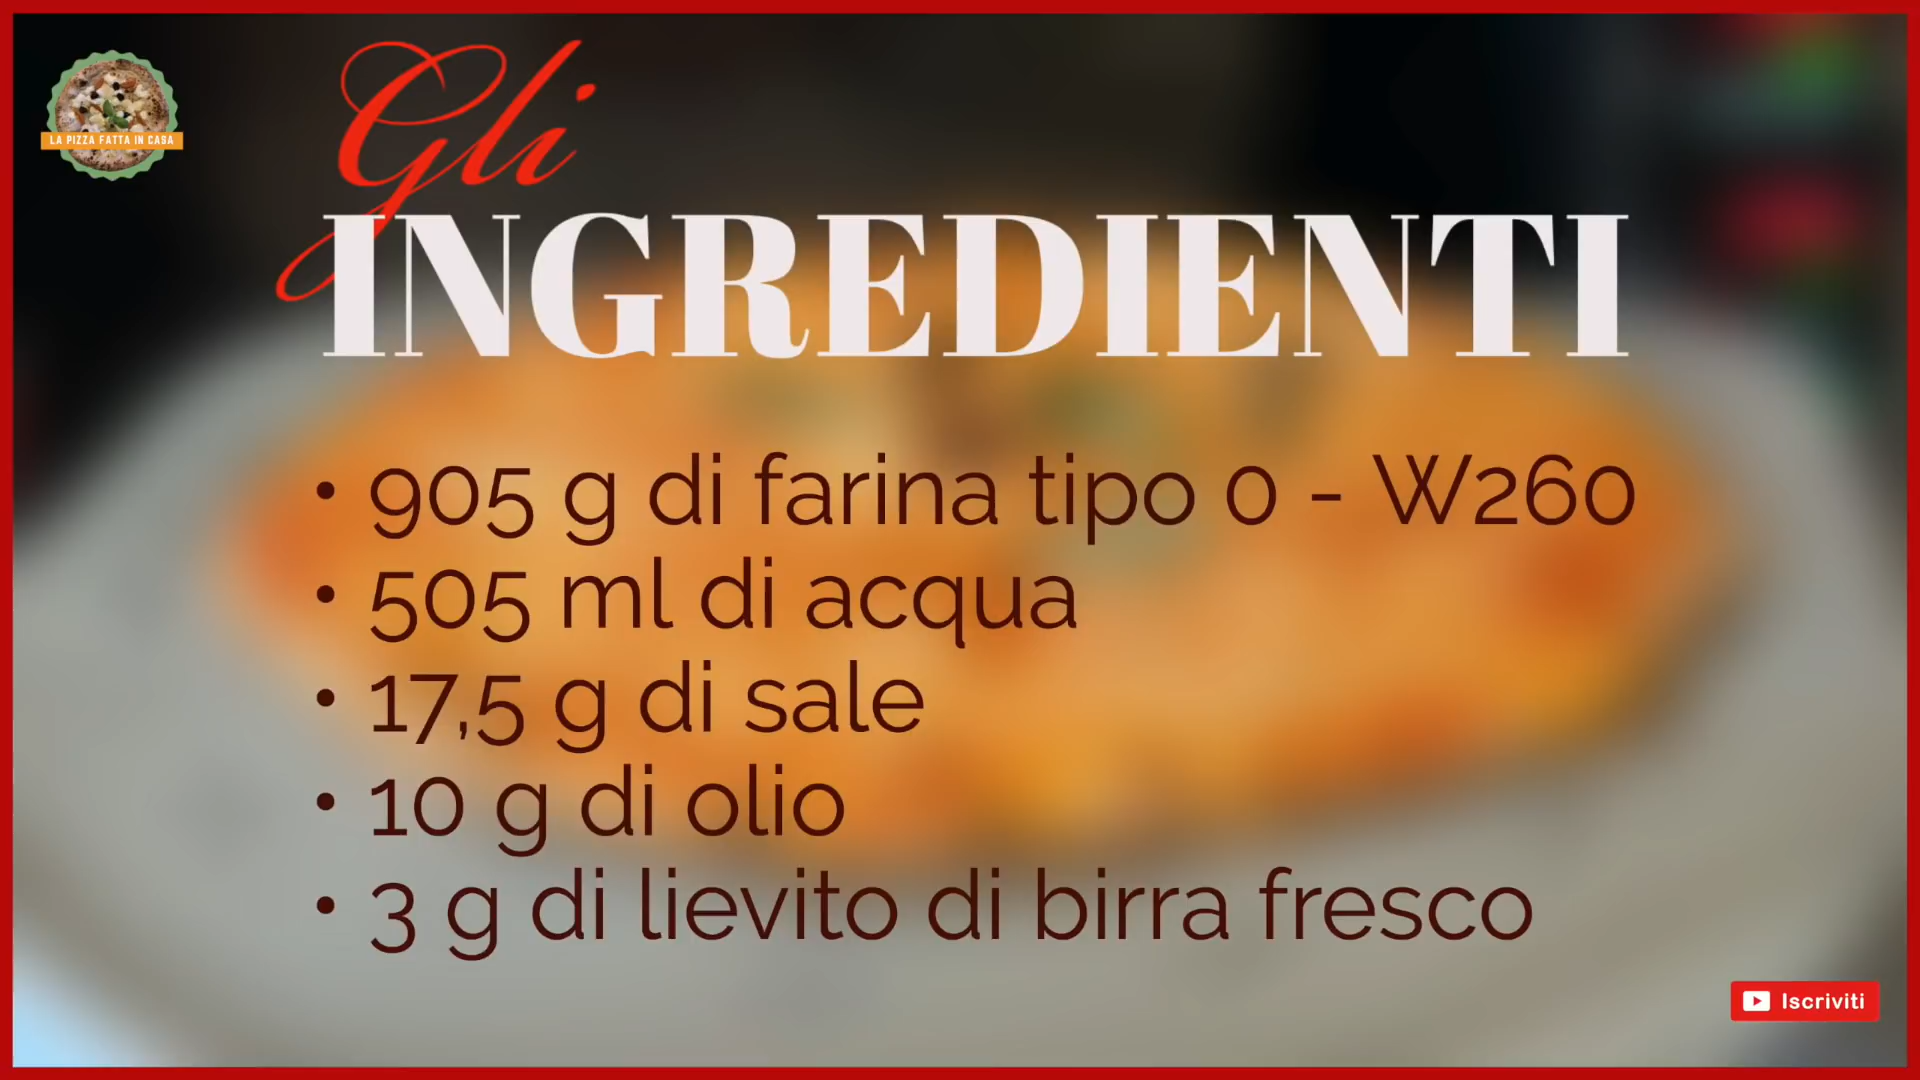 LA PIZZA FATTA IN CASA
Gli
INGREDIENTI
• 905 g di farina tipo 0 - W260
• 505 ml di acqua
• 17,5 g di sale
• 10 g di olio
• 3 g di lievito di birra fresco
Iscriviti